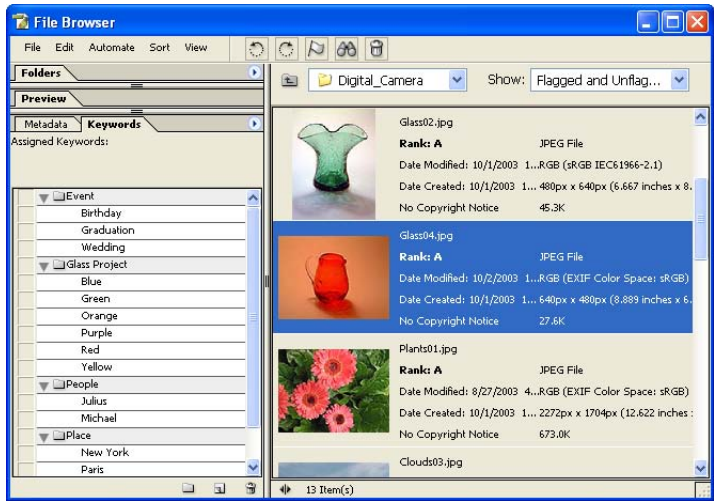 File Browser
File Edit Automate Sort View
Folders
Preview
Metadata Keywords
Assigned Keywords:
Event
Birthday
Graduation
Wedding
Glass Project
Blue
Green
Orange
Purple
Red
Yellow
People
Julius
Michael
Place
New York
Paris
Digital_Camera Show: Flagged and Unflag...
Glass02.jpg
Rank: A JPEG File
Date Modified: 10/1/2003 1...RGB (sRGB IEC61966-2.1)
Date Created: 10/1/2003 1... 480px x 640px (6.667 inches x 8.
No Copyright Notice 45.3K
Glass04.jpg
Rank: A JPEG File
Date Modified: 10/2/2003 1...RGB (EXIF Color Space: sRGB)
Date Created: 10/1/2003 1... 640px x 480px (8.889 inches x 6.
No Copyright Notice 27.6K
Plants01.jpg
Rank: A JPEG File
Date Modified: 8/27/2003 4...RGB (EXIF Color Space: sRGB)
Date Created: 10/1/2003 1... 2272px x 1704px (12.622 inches :
No Copyright Notice 673.0K
Clouds03.jpg
13 Item(s)